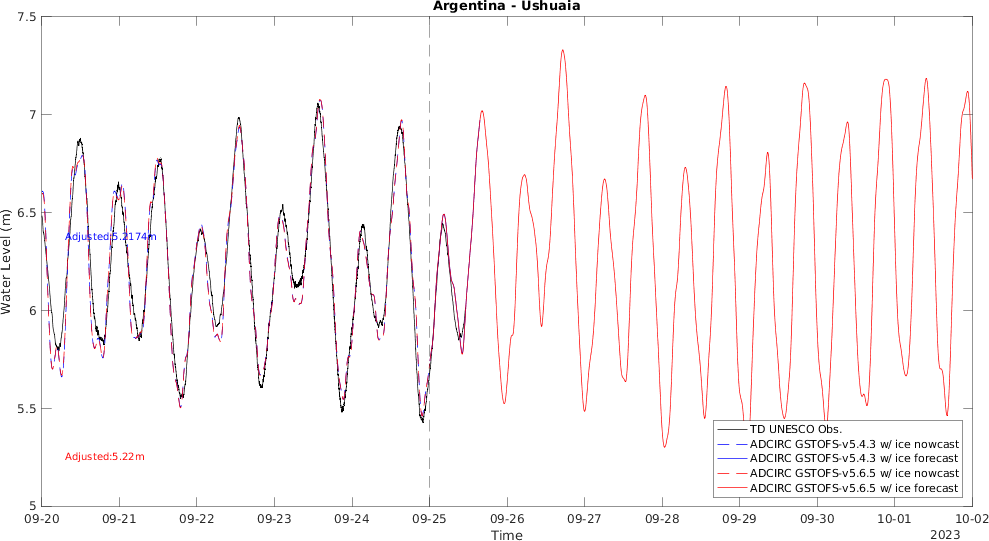 Argentina - Ushuaia
7.5
7
6.5
6
5.5
5
Water Level (m)
Adjusted:5.2174m
Adjusted:5.22m
TD UNESCO Obs.
ADCIRC GSTOFS-v5.4.3 w/ ice nowcast
ADCIRC GSTOFS-v5.4.3 w/ ice forecast
ADCIRC GSTOFS-v5.6.5 w/ ice nowcast
ADCIRC GSTOFS-v5.6.5 w/ ice forecast
09-20 09-21 09-22 09-23 09-24 09-25 09-26 09-27 09-28 09-29 09-30 10-01 10-02
Time
2023